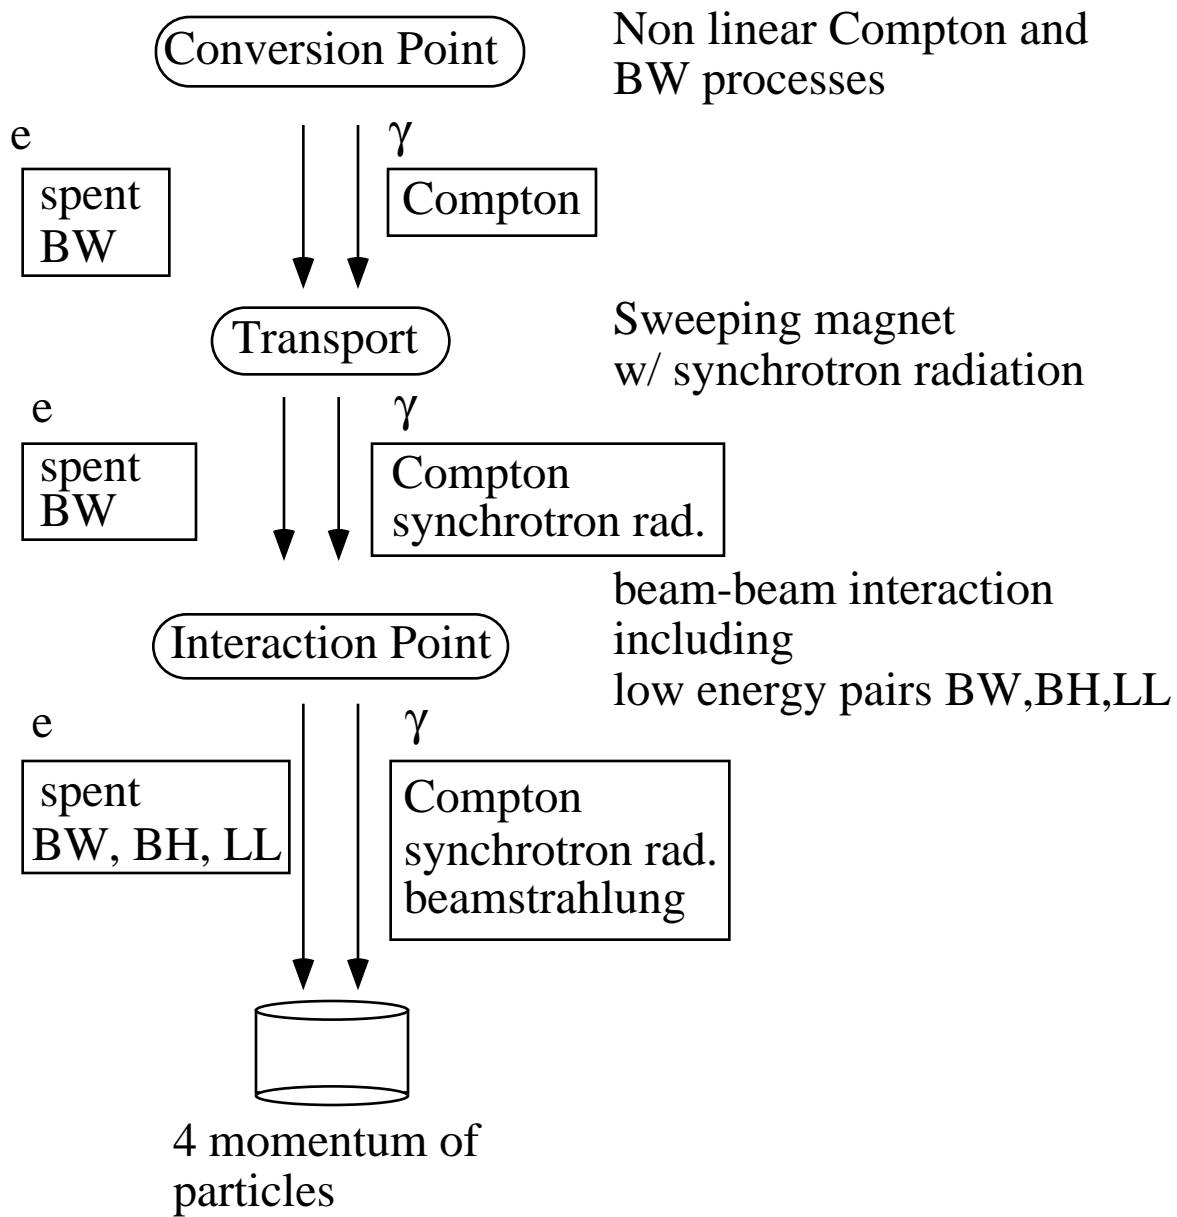 Conversion Point
Non linear Compton and
BW processes
e
γ
spent
BW
Compton
Transport
Sweeping magnet
w/ synchrotron radiation
e
γ
spent
BW
Compton
synchrotron rad.
Interaction Point
beam-beam interaction
including
low energy pairs BW,BH,LL
e
γ
spent
BW, BH, LL
Compton
synchrotron rad.
beamstrahlung
4 momentum of
particles